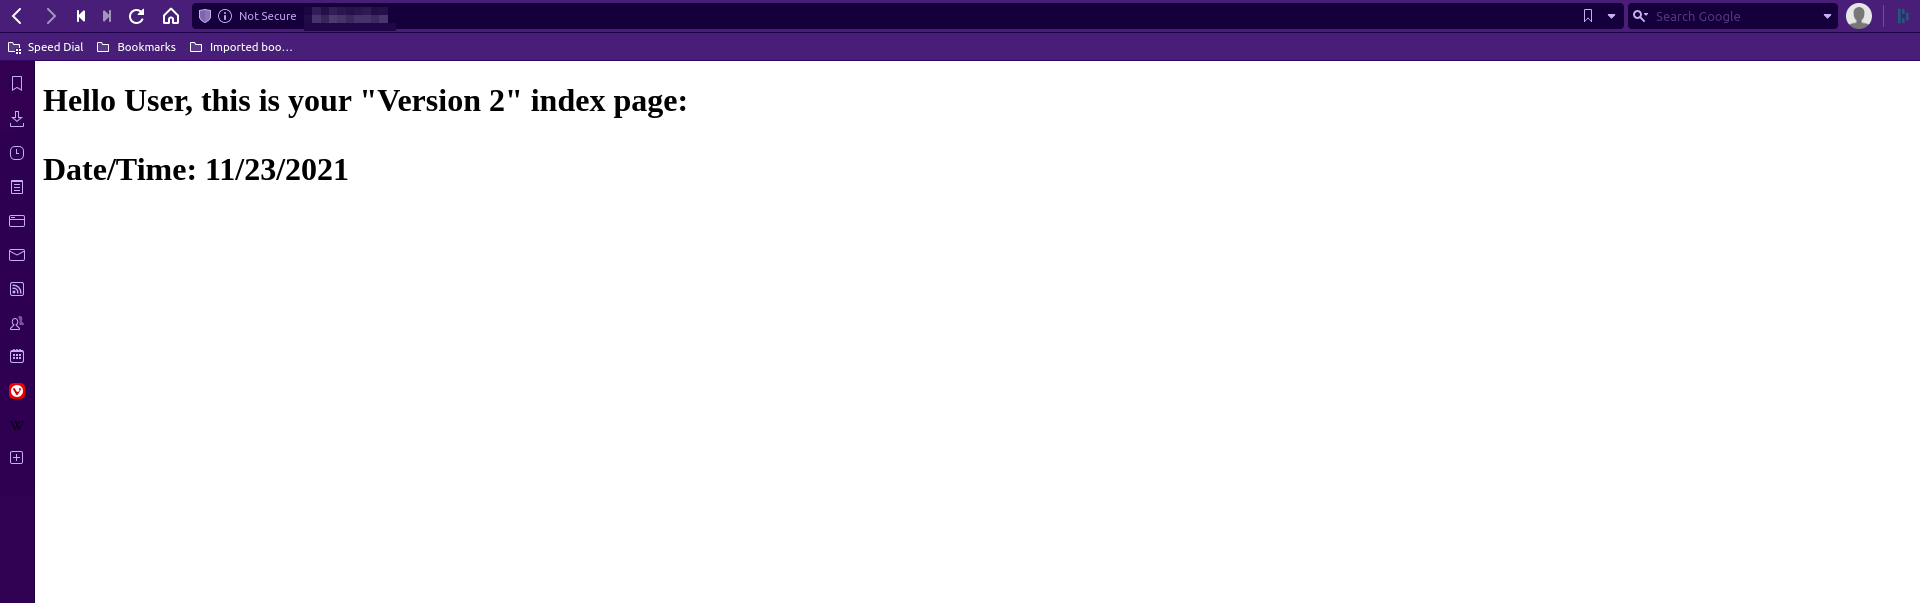 Not Secure
Search Google
Speed Dial
Bookmarks
Imported boo...
Hello User, this is your "Version 2" index page:
Date/Time: 11/23/2021
W